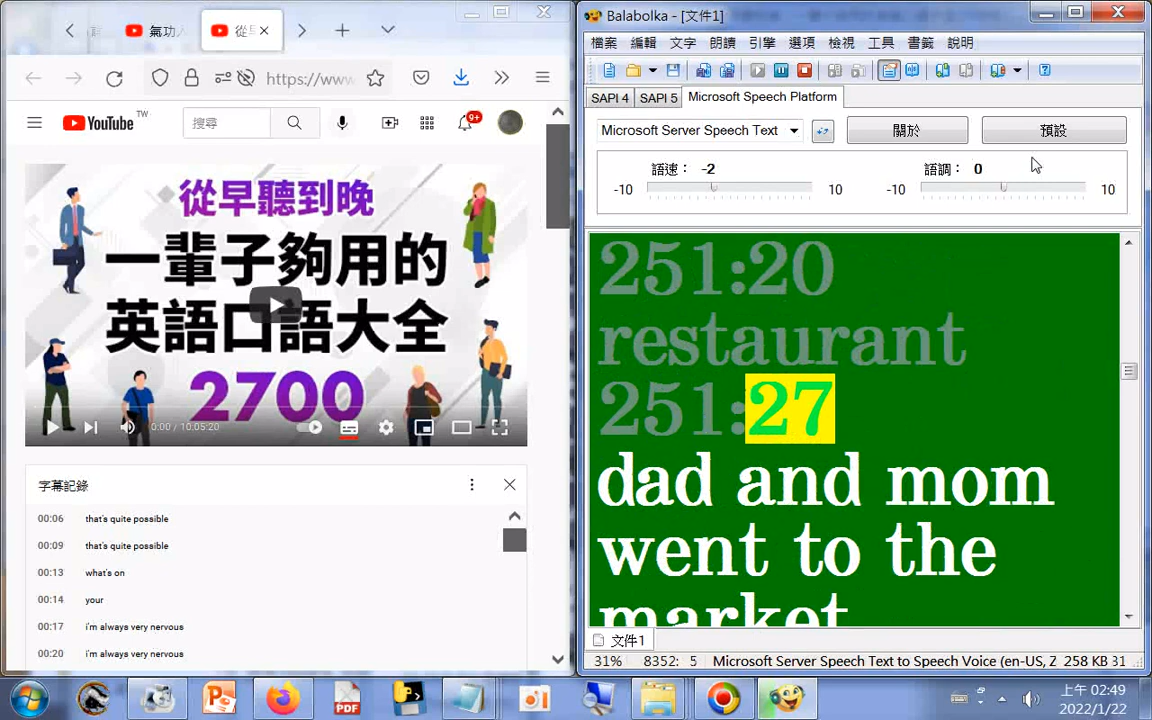 氣功
從
https://www
YouTube TW
搜尋
9+
從早聽到晚
一輩子夠用的
英語口語大全
2700
0:00 / 10:05:20
字幕記錄
00:06 that's quite possible
00:09 that's quite possible
00:13 what's on
00:14 your
00:17 i'm always very nervous
00:20 i'm always very nervous
Balabolka - [文件1]
檔案 編輯 文字 朗讀 引擎 選項 檢視 工具 書籤 說明
SAPI 4 SAPI 5 Microsoft Speech Platform
Microsoft Server Speech Text 關於 預設
語速： -2 語調： 0
-10 10 -10 10
251:20
restaurant
251:27
dad and mom
went to the
market
文件1
31% 8352: 5 Microsoft Server Speech Text to Speech Voice (en-US, Z 258 KB 31
PDF
上午 02:49
2022/1/22